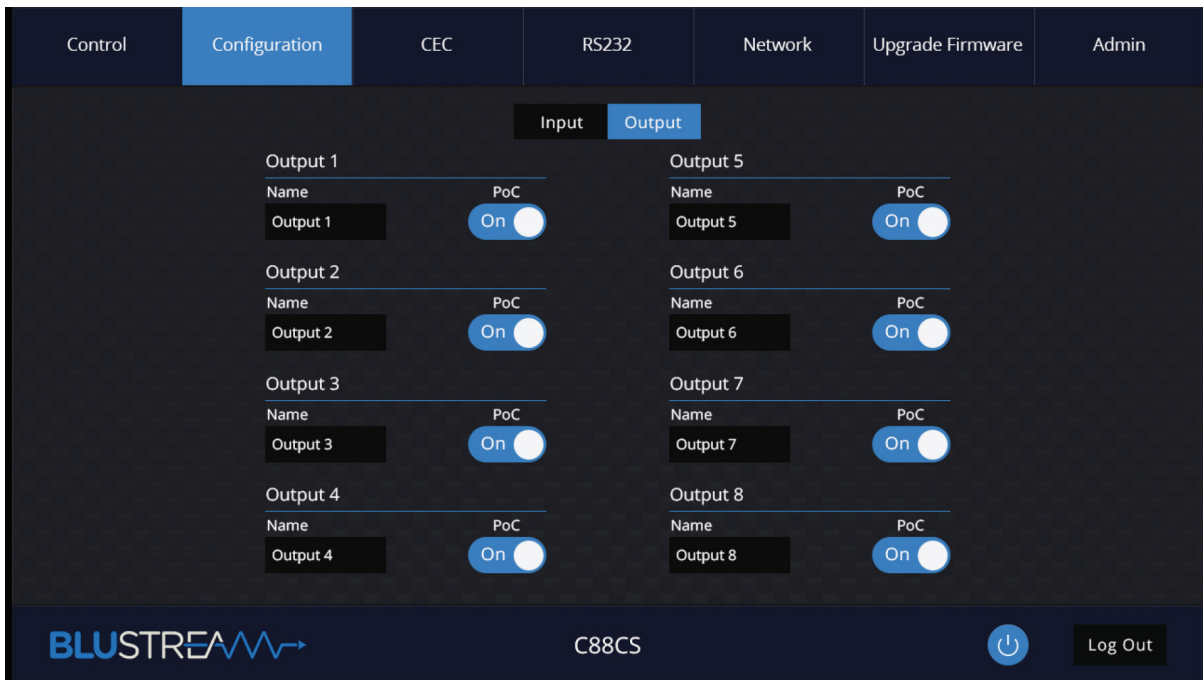 Control Configuration CEC RS232 Network Upgrade Firmware Admin
Input Output
Output 1
Name PoC
Output 1 On
Output 2
Name PoC
Output 2 On
Output 3
Name PoC
Output 3 On
Output 4
Name PoC
Output 4 On
Output 5
Name PoC
Output 5 On
Output 6
Name PoC
Output 6 On
Output 7
Name PoC
Output 7 On
Output 8
Name PoC
Output 8 On
BLUSTREAM C88CS Log Out